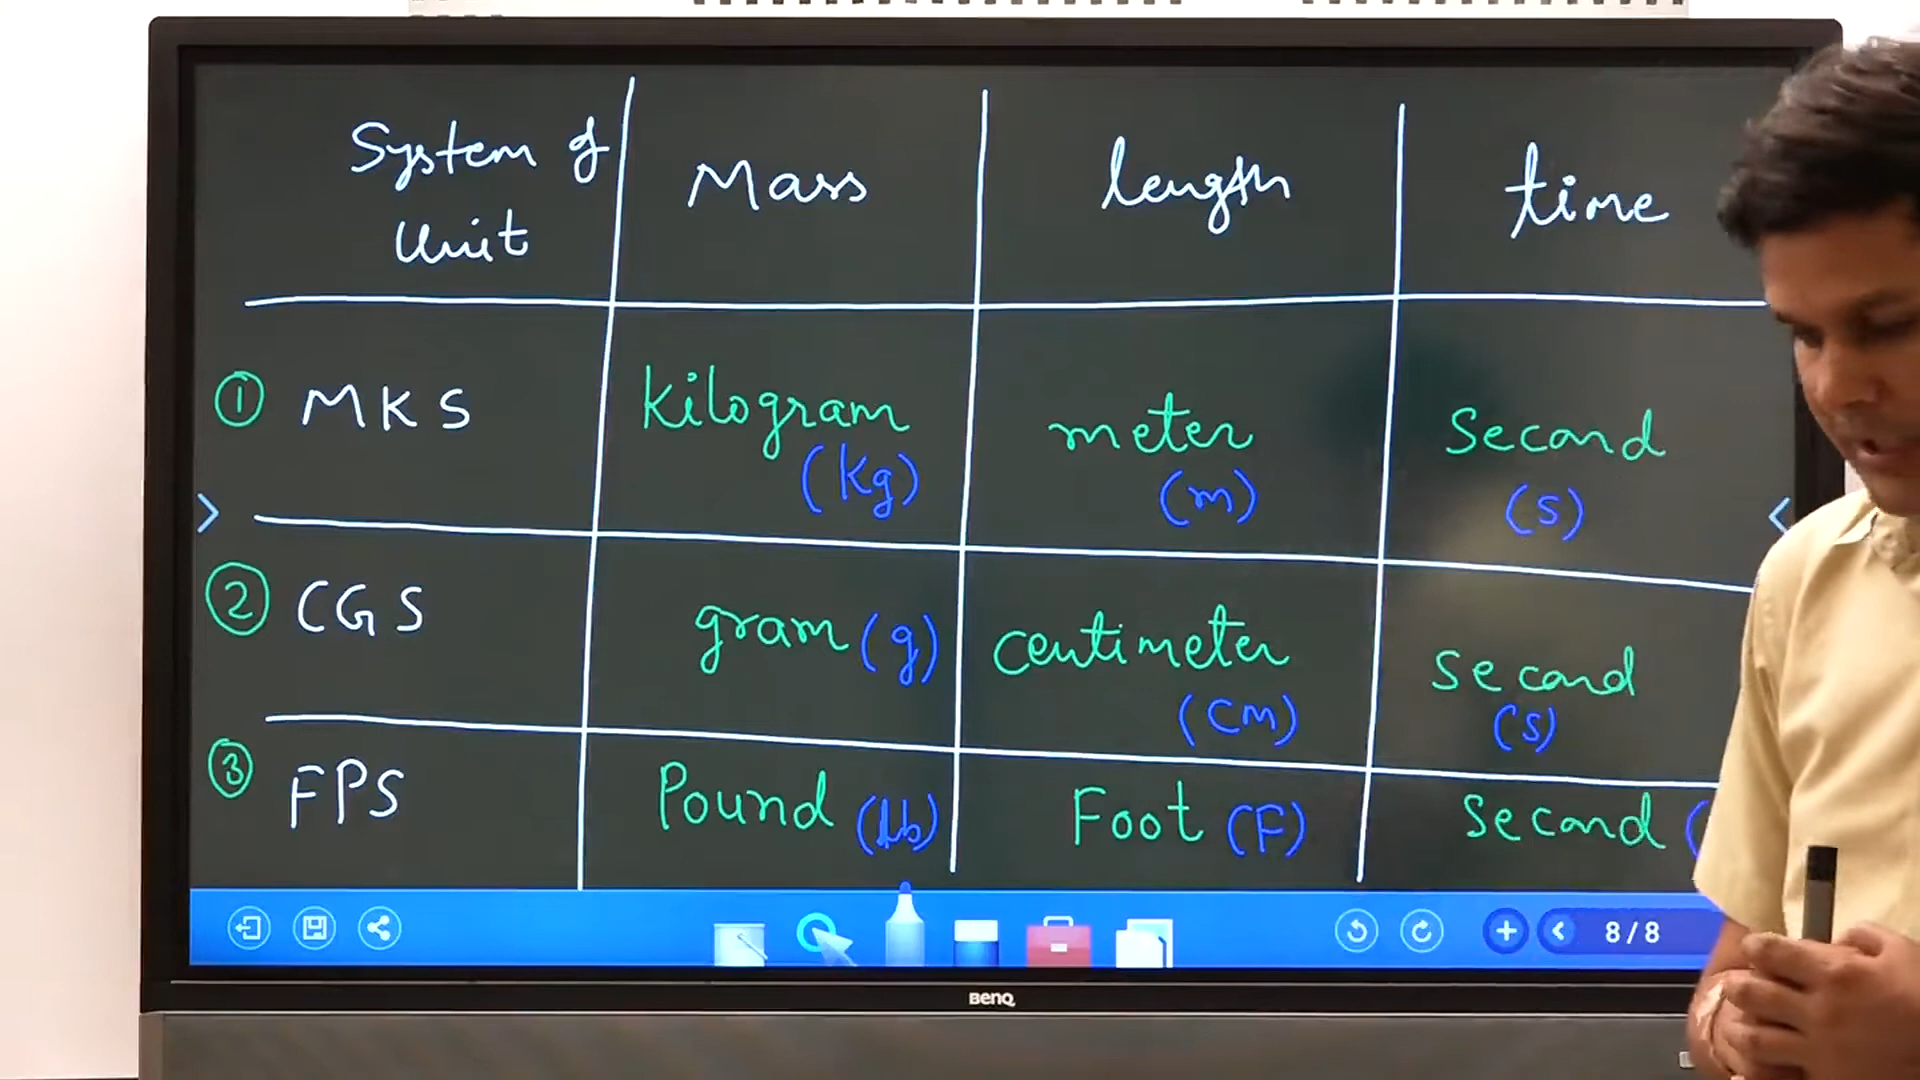 System of Unit
Mass
length
time
① MKS
kilogram (kg)
meter (m)
Second (s)
② CGS
gram (g)
centimeter (cm)
second (s)
③ FPS
Pound (lb)
Foot (F)
Second (
8/8
BenQ